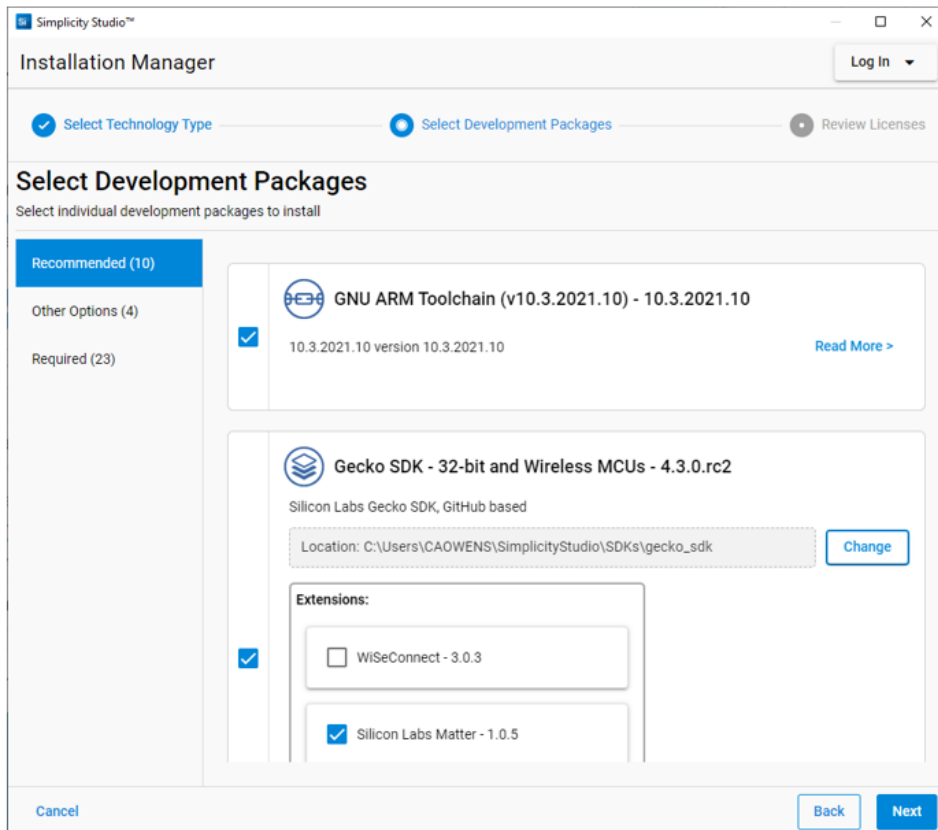 Si Simplicity Studio™
Installation Manager
Log In
Select Technology Type
Select Development Packages
Review Licenses
Select Development Packages
Select individual development packages to install
Recommended (10)
Other Options (4)
Required (23)
GNU ARM Toolchain (v10.3.2021.10) - 10.3.2021.10
10.3.2021.10 version 10.3.2021.10
Read More >
Gecko SDK - 32-bit and Wireless MCUs - 4.3.0.rc2
Silicon Labs Gecko SDK, GitHub based
Location: C:\Users\CAOWENS\SimplicityStudio\SDKs\gecko_sdk
Change
Extensions:
WiSeConnect - 3.0.3
Silicon Labs Matter - 1.0.5
Cancel
Back
Next